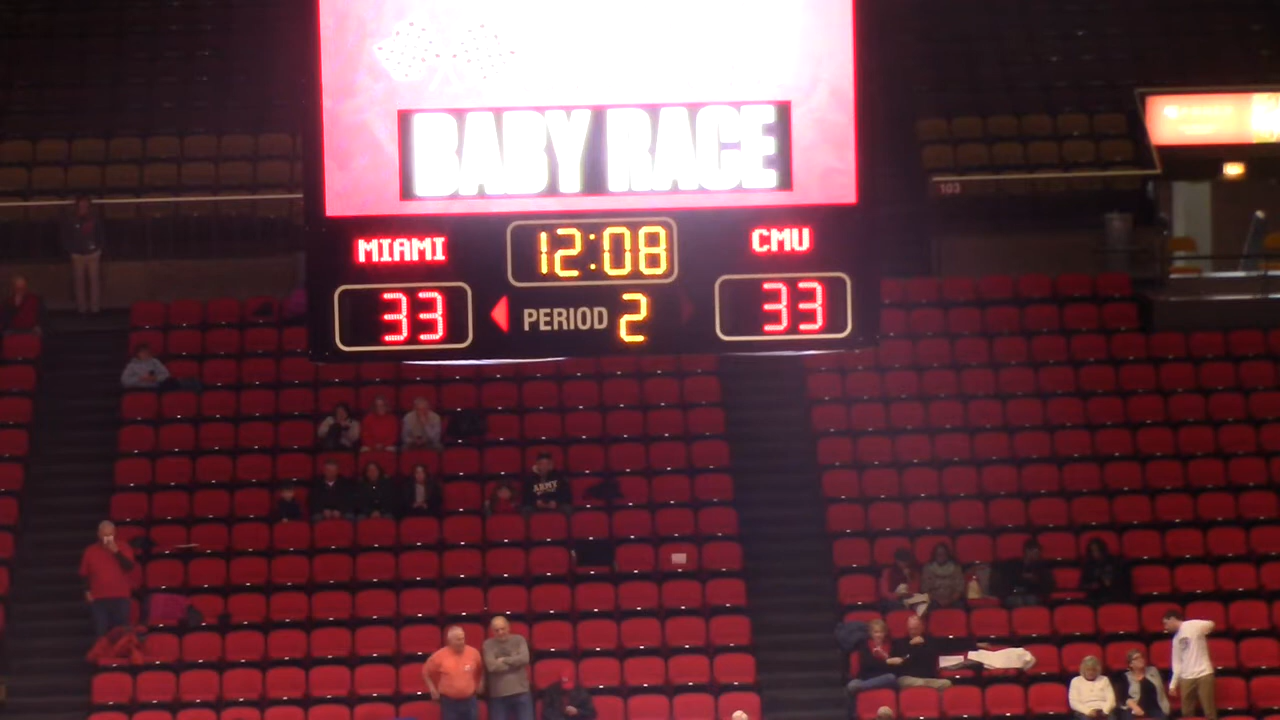 BABY RACE
MIAMI 12:08 CMU
33 PERIOD 2 33
103
ARMY